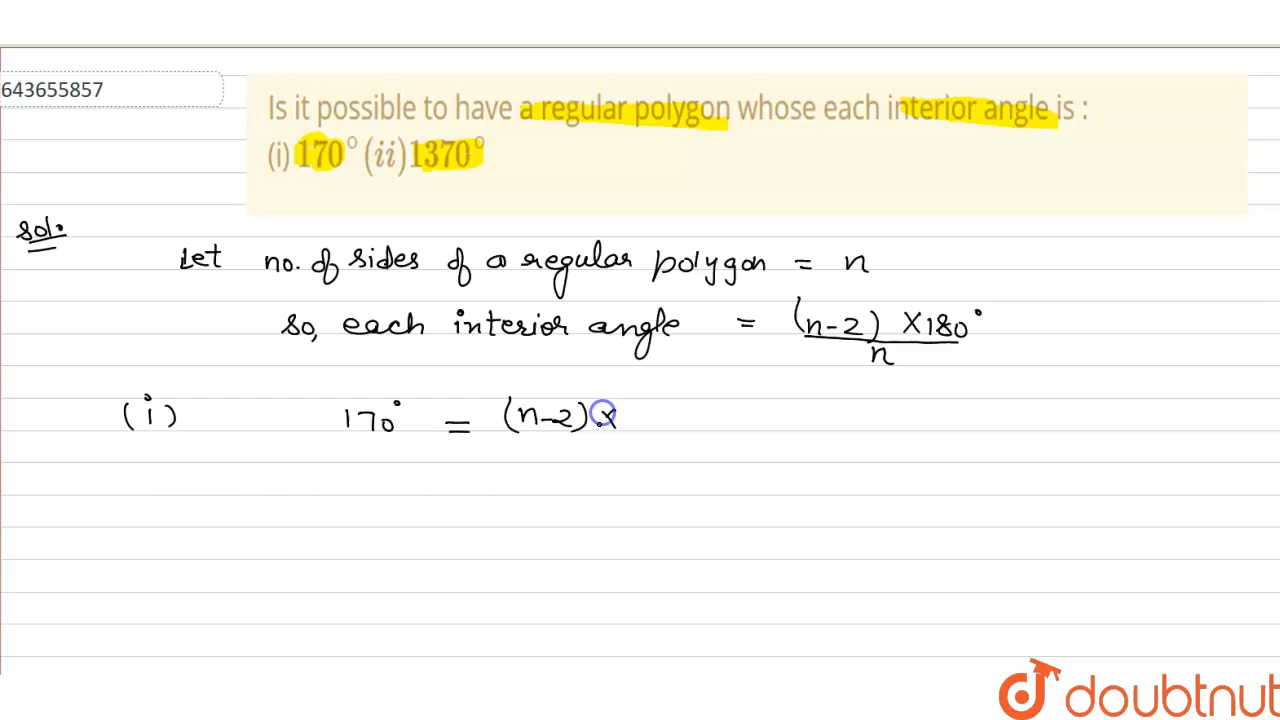 643655857
Is it possible to have a regular polygon whose each interior angle is :
(i) 170° (ii) 1370°
Sol.
Let no. of sides of a regular polygon = n
so, each interior angle = (n-2) ×180°
n
(i) 170° = (n-2) ×
doubtnut